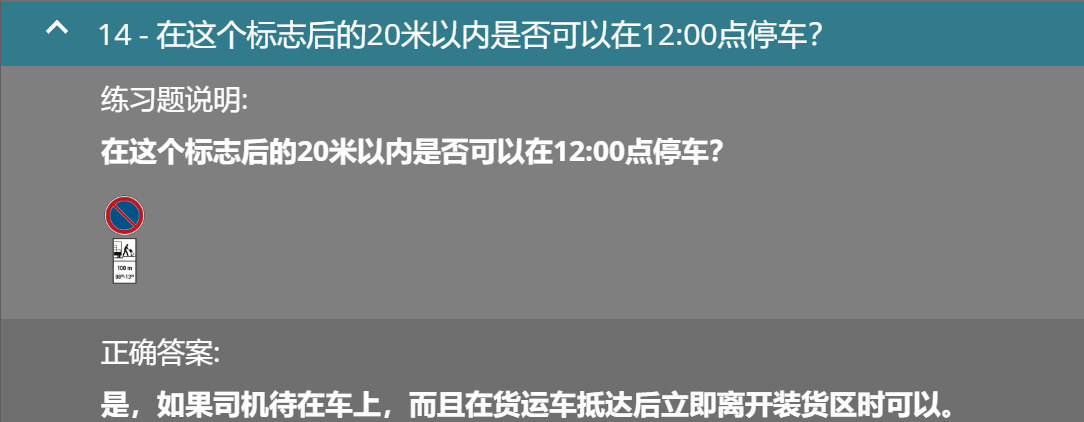 14 - 在这个标志后的20米以内是否可以在12:00点停车?
练习题说明:
在这个标志后的20米以内是否可以在12:00点停车?
100 m
08⁰⁰-13⁰⁰
正确答案:
是，如果司机待在车上，而且在货运车抵达后立即离开装货区时可以。